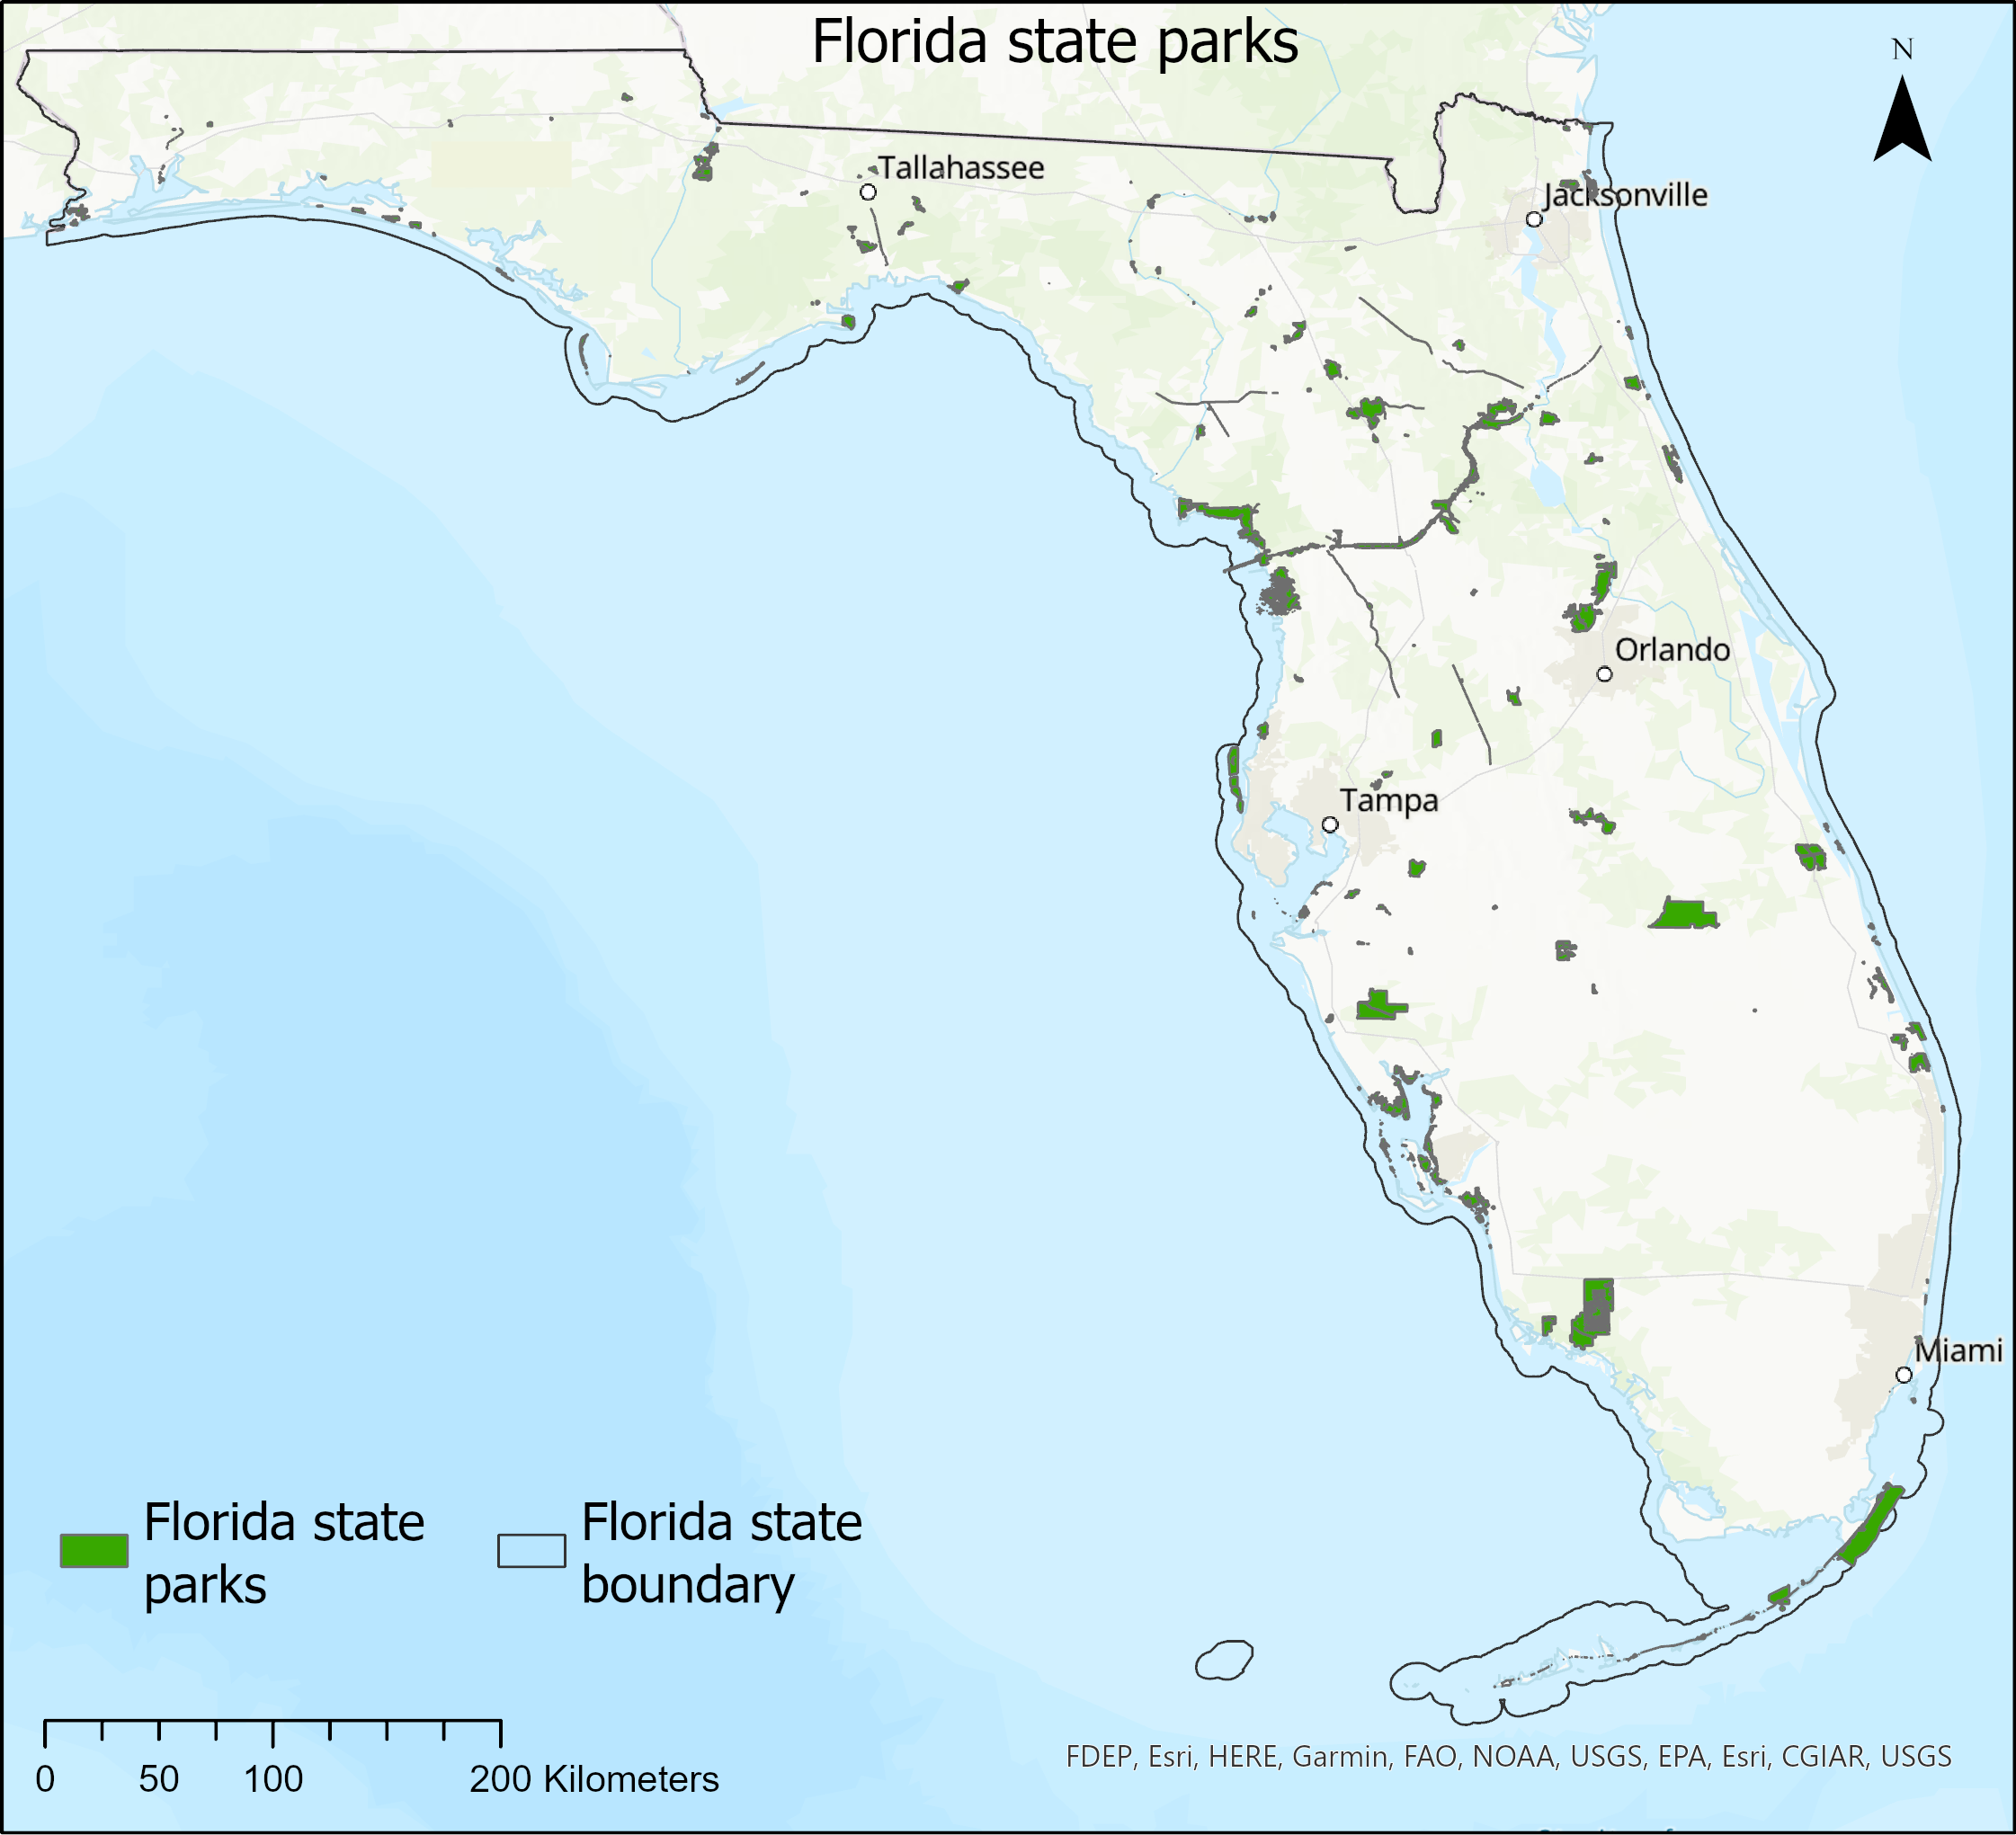 Florida state parks
N
Tallahassee
Jacksonville
Orlando
Tampa
Miami
Florida state
parks
Florida state
boundary
0 50 100 200 Kilometers
FDEP, Esri, HERE, Garmin, FAO, NOAA, USGS, EPA, Esri, CGIAR, USGS